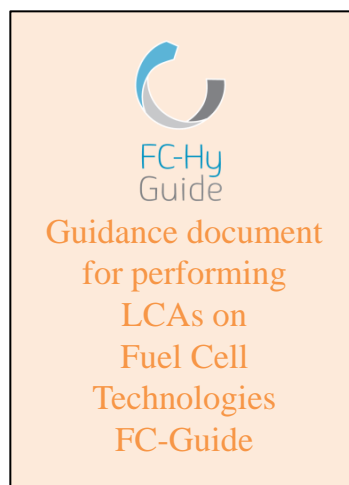 FC-Hy
Guide
Guidance document
for performing
LCAs on
Fuel Cell
Technologies
FC-Guide